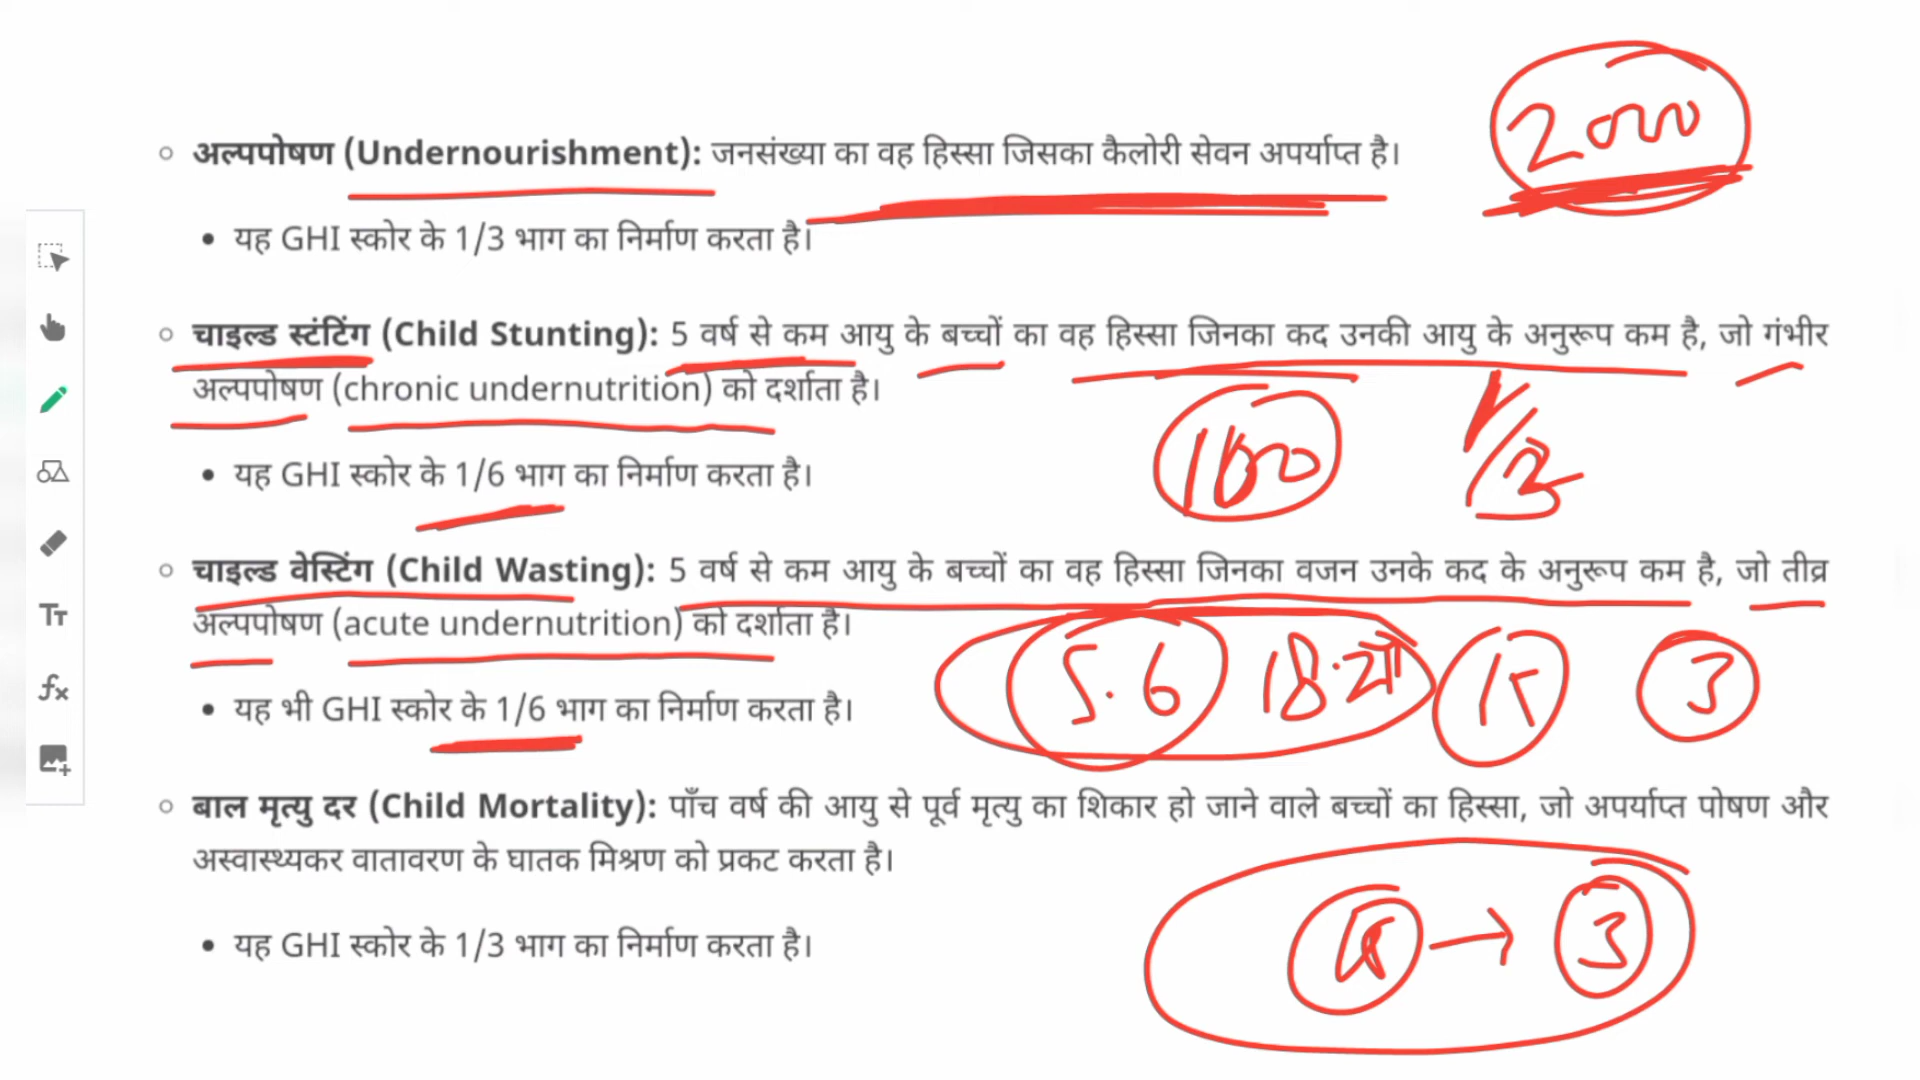 अल्पपोषण (Undernourishment): जनसंख्या का वह हिस्सा जिसका कैलोरी सेवन अपर्याप्त है।
2000
यह GHI स्कोर के 1/3 भाग का निर्माण करता है।
चाइल्ड स्टंटिंग (Child Stunting): 5 वर्ष से कम आयु के बच्चों का वह हिस्सा जिनका कद उनकी आयु के अनुरूप कम है, जो गंभीर
अल्पपोषण (chronic undernutrition) को दर्शाता है।
यह GHI स्कोर के 1/6 भाग का निर्माण करता है।
चाइल्ड वेस्टिंग (Child Wasting): 5 वर्ष से कम आयु के बच्चों का वह हिस्सा जिनका वजन उनके कद के अनुरूप कम है, जो तीव्र
अल्पपोषण (acute undernutrition) को दर्शाता है।
5.6 15 3
यह भी GHI स्कोर के 1/6 भाग का निर्माण करता है।
बाल मृत्यु दर (Child Mortality): पाँच वर्ष की आयु से पूर्व मृत्यु का शिकार हो जाने वाले बच्चों का हिस्सा, जो अपर्याप्त पोषण और
अस्वास्थ्यकर वातावरण के घातक मिश्रण को प्रकट करता है।
यह GHI स्कोर के 1/3 भाग का निर्माण करता है।
→ 3